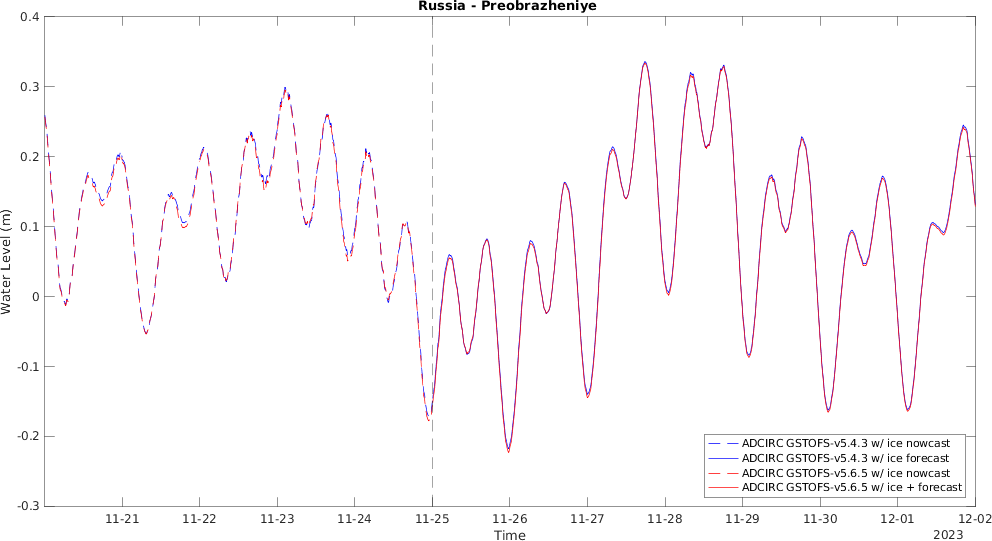 Russia - Preobrazheniye
0.4
0.3
0.2
0.1
0
-0.1
-0.2
-0.3
Water Level (m)
11-21 11-22 11-23 11-24 11-25 11-26 11-27 11-28 11-29 11-30 12-01 12-02
Time
2023
ADCIRC GSTOFS-v5.4.3 w/ ice nowcast
ADCIRC GSTOFS-v5.4.3 w/ ice forecast
ADCIRC GSTOFS-v5.6.5 w/ ice nowcast
ADCIRC GSTOFS-v5.6.5 w/ ice + forecast